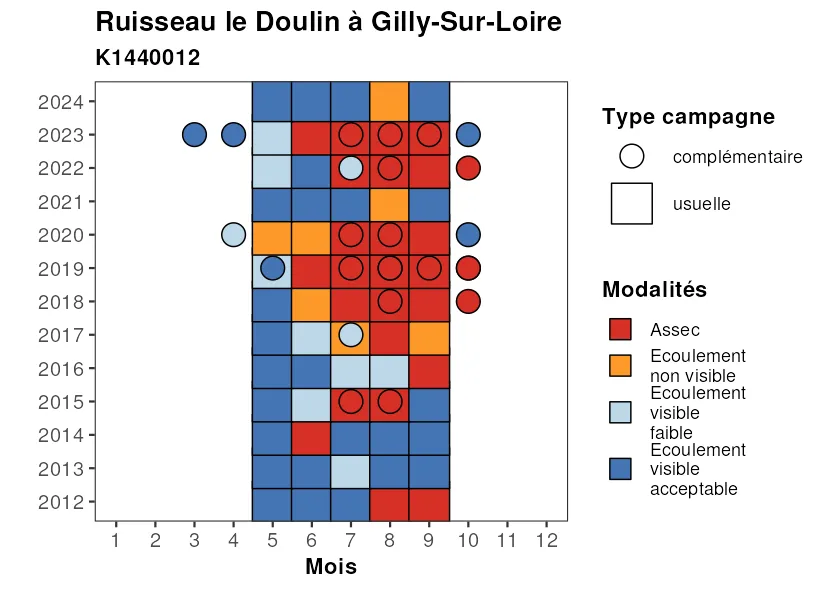 Ruisseau le Doulin à Gilly-Sur-Loire
K1440012
2024
2023
2022
2021
2020
2019
2018
2017
2016
2015
2014
2013
2012
1 2 3 4 5 6 7 8 9 10 11 12
Mois
Type campagne
complémentaire
usuelle
Modalités
Assec
Ecoulement
non visible
Ecoulement
visible
faible
Ecoulement
visible
acceptable